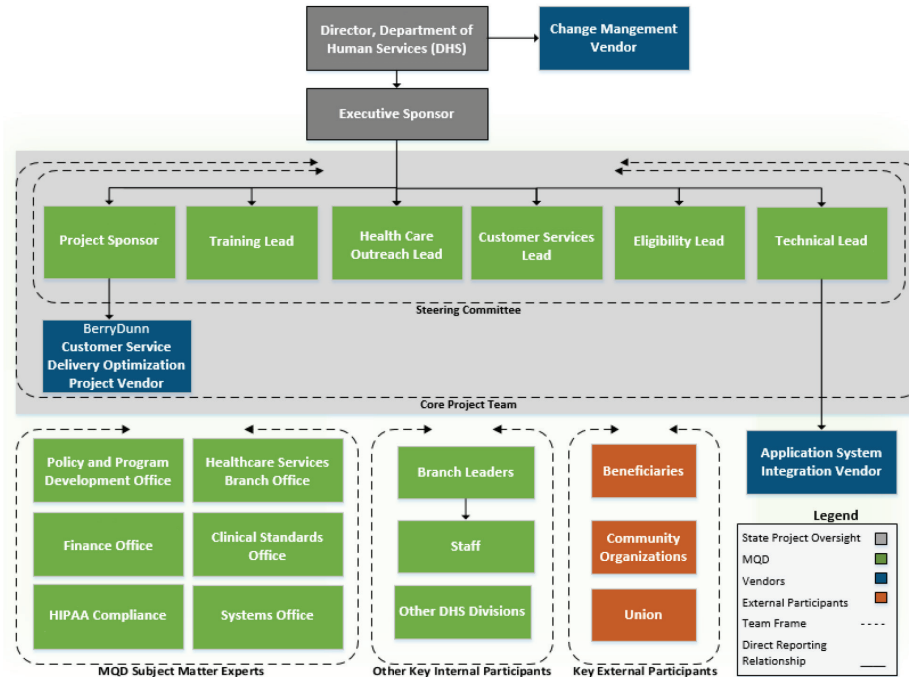 Director, Department of
Human Services (DHS)
Change Mangement
Vendor
Executive Sponsor
Project Sponsor
Training Lead
Health Care
Outreach Lead
Customer Services
Lead
Eligibility Lead
Technical Lead
Steering Committee
BerryDunn
Customer Service
Delivery Optimization
Project Vendor
Core Project Team
Policy and Program
Development Office
Healthcare Services
Branch Office
Finance Office
Clinical Standards
Office
HIPAA Compliance
Systems Office
MQD Subject Matter Experts
Branch Leaders
Staff
Other DHS Divisions
Other Key Internal Participants
Beneficiaries
Community
Organizations
Union
Key External Participants
Application System
Integration Vendor
Legend
State Project Oversight
MQD
Vendors
External Participants
Team Frame
Direct Reporting
Relationship